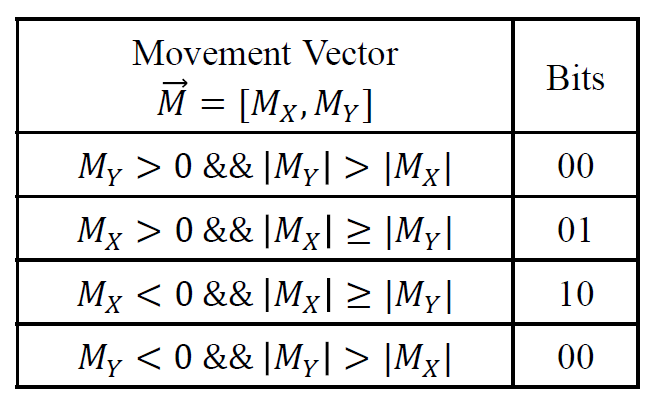 Movement Vector
M⃗ = [M_X, M_Y]
Bits
M_Y > 0 && |M_Y| > |M_X|
00
M_X > 0 && |M_X| ≥ |M_Y|
01
M_X < 0 && |M_X| ≥ |M_Y|
10
M_Y < 0 && |M_Y| > |M_X|
00